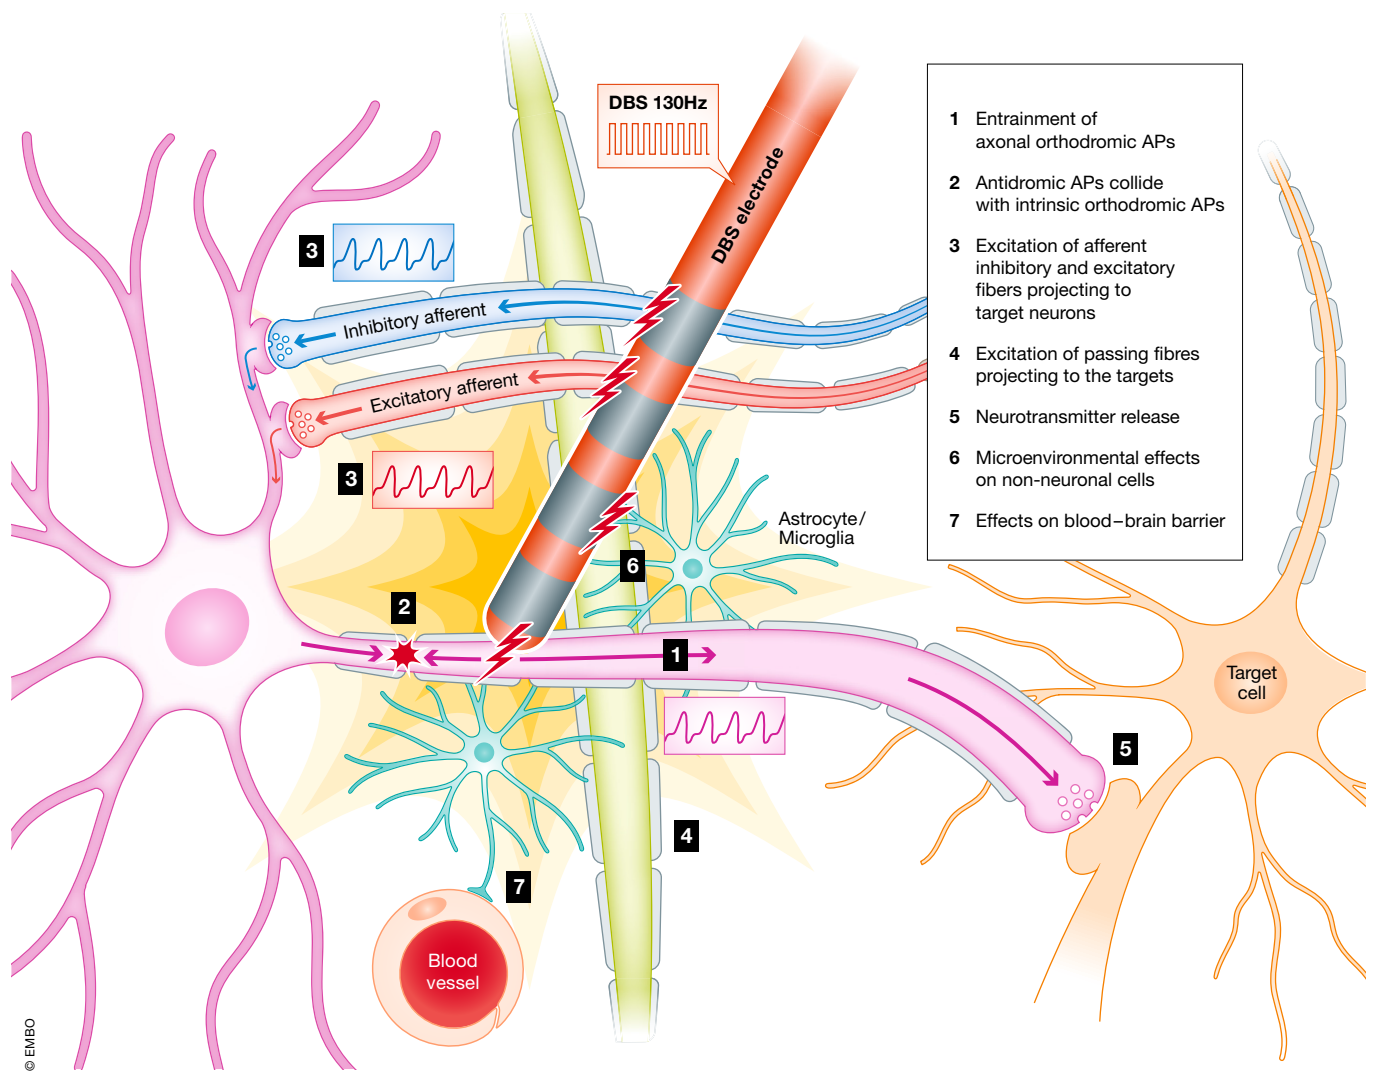 DBS 130Hz
DBS electrode
3
Inhibitory afferent
Excitatory afferent
3
1 Entrainment of
axonal orthodromic APs
2 Antidromic APs collide
with intrinsic orthodromic APs
3 Excitation of afferent
inhibitory and excitatory
fibers projecting to
target neurons
4 Excitation of passing fibres
projecting to the targets
5 Neurotransmitter release
6 Microenvironmental effects
on non-neuronal cells
7 Effects on blood–brain barrier
Astrocyte/
Microglia
6
2
1
Target
cell
5
4
7
Blood
vessel
© EMBO